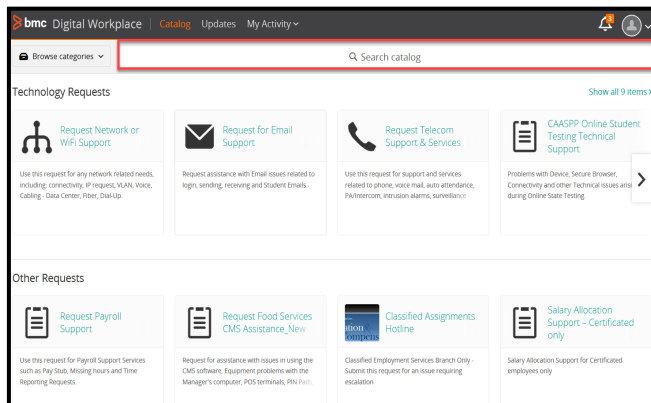 bmc Digital Workplace Catalog Updates My Activity 3
Browse categories Search catalog
Technology Requests Show all 9 items
Request Network or
WiFi Support
Use this request for any network related needs,
including: connectivity, IP request, VLAN, Voice,
Cabling - Data Center, Fiber, Dial-Up.
Request for Email
Support
Request assistance with Email issues related to
login, sending, receiving and Student Emails.
Request Telecom
Support & Services
Use this request for support and services
related to phone, voice mail, auto attendance,
PA/Intercom, intrusion alarms, surveillance
CAASPP Online Student
Testing Technical
Support
Problems with Device, Secure Browser,
Connectivity and other Technical issues
during Online State Testing.
Other Requests
Request Payroll
Support
Use this request for Payroll Support Services
such as Pay Stub, Missing hours and Time
Reporting Requests.
Request Food Services
CMS Assistance_New
Request for assistance with issues in using the
CMS software, Equipment problems with the
Manager's computer, POS terminals, PIN Pads,
Classified Assignments
Hotline
Classified Employment Services Branch Only -
Submit this request for an issue requiring
escalation
Salary Allocation
Support – Certificated
only
Salary Allocation Support for Certificated
employees only